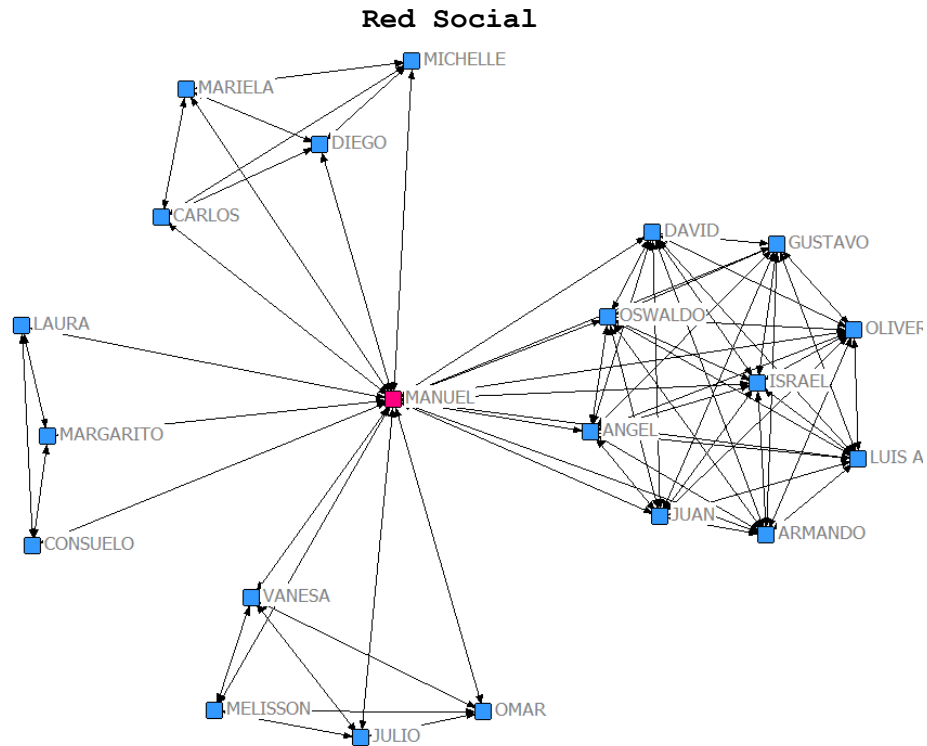 Red Social
MICHELLE
MARIELA
DIEGO
CARLOS
DAVID
GUSTAVO
OSWALDO
LAURA
OLIVER
ISRAEL
MANUEL
ANGEL
MARGARITO
LUIS A
JUAN
ARMANDO
CONSUELO
VANESA
MELISSON
OMAR
JULIO